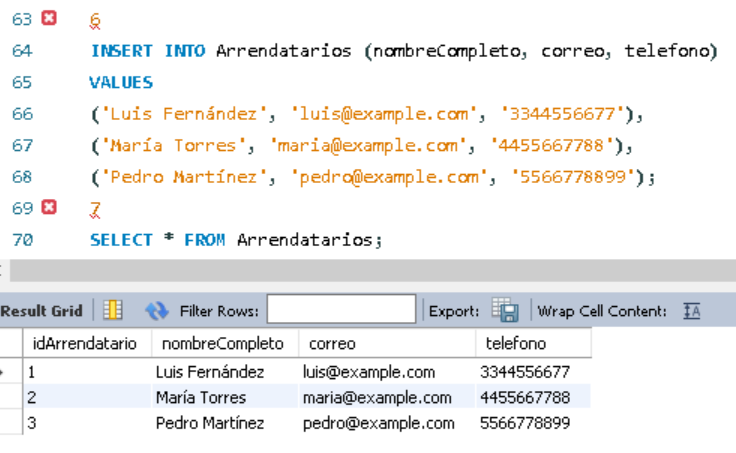 63 6
64 INSERT INTO Arrendatarios (nombreCompleto, correo, telefono)
65 VALUES
66 ('Luis Fernández', 'luis@example.com', '3344556677'),
67 ('María Torres', 'maria@example.com', '4455667788'),
68 ('Pedro Martínez', 'pedro@example.com', '5566778899');
69 7
70 SELECT * FROM Arrendatarios;
Result Grid Filter Rows: Export: Wrap Cell Content:
idArrendatario nombreCompleto correo telefono
1 Luis Fernández luis@example.com 3344556677
2 María Torres maria@example.com 4455667788
3 Pedro Martínez pedro@example.com 5566778899